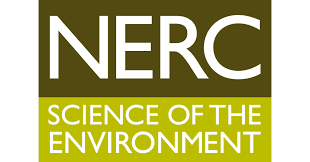 NERC
SCIENCE OF THE
ENVIRONMENT